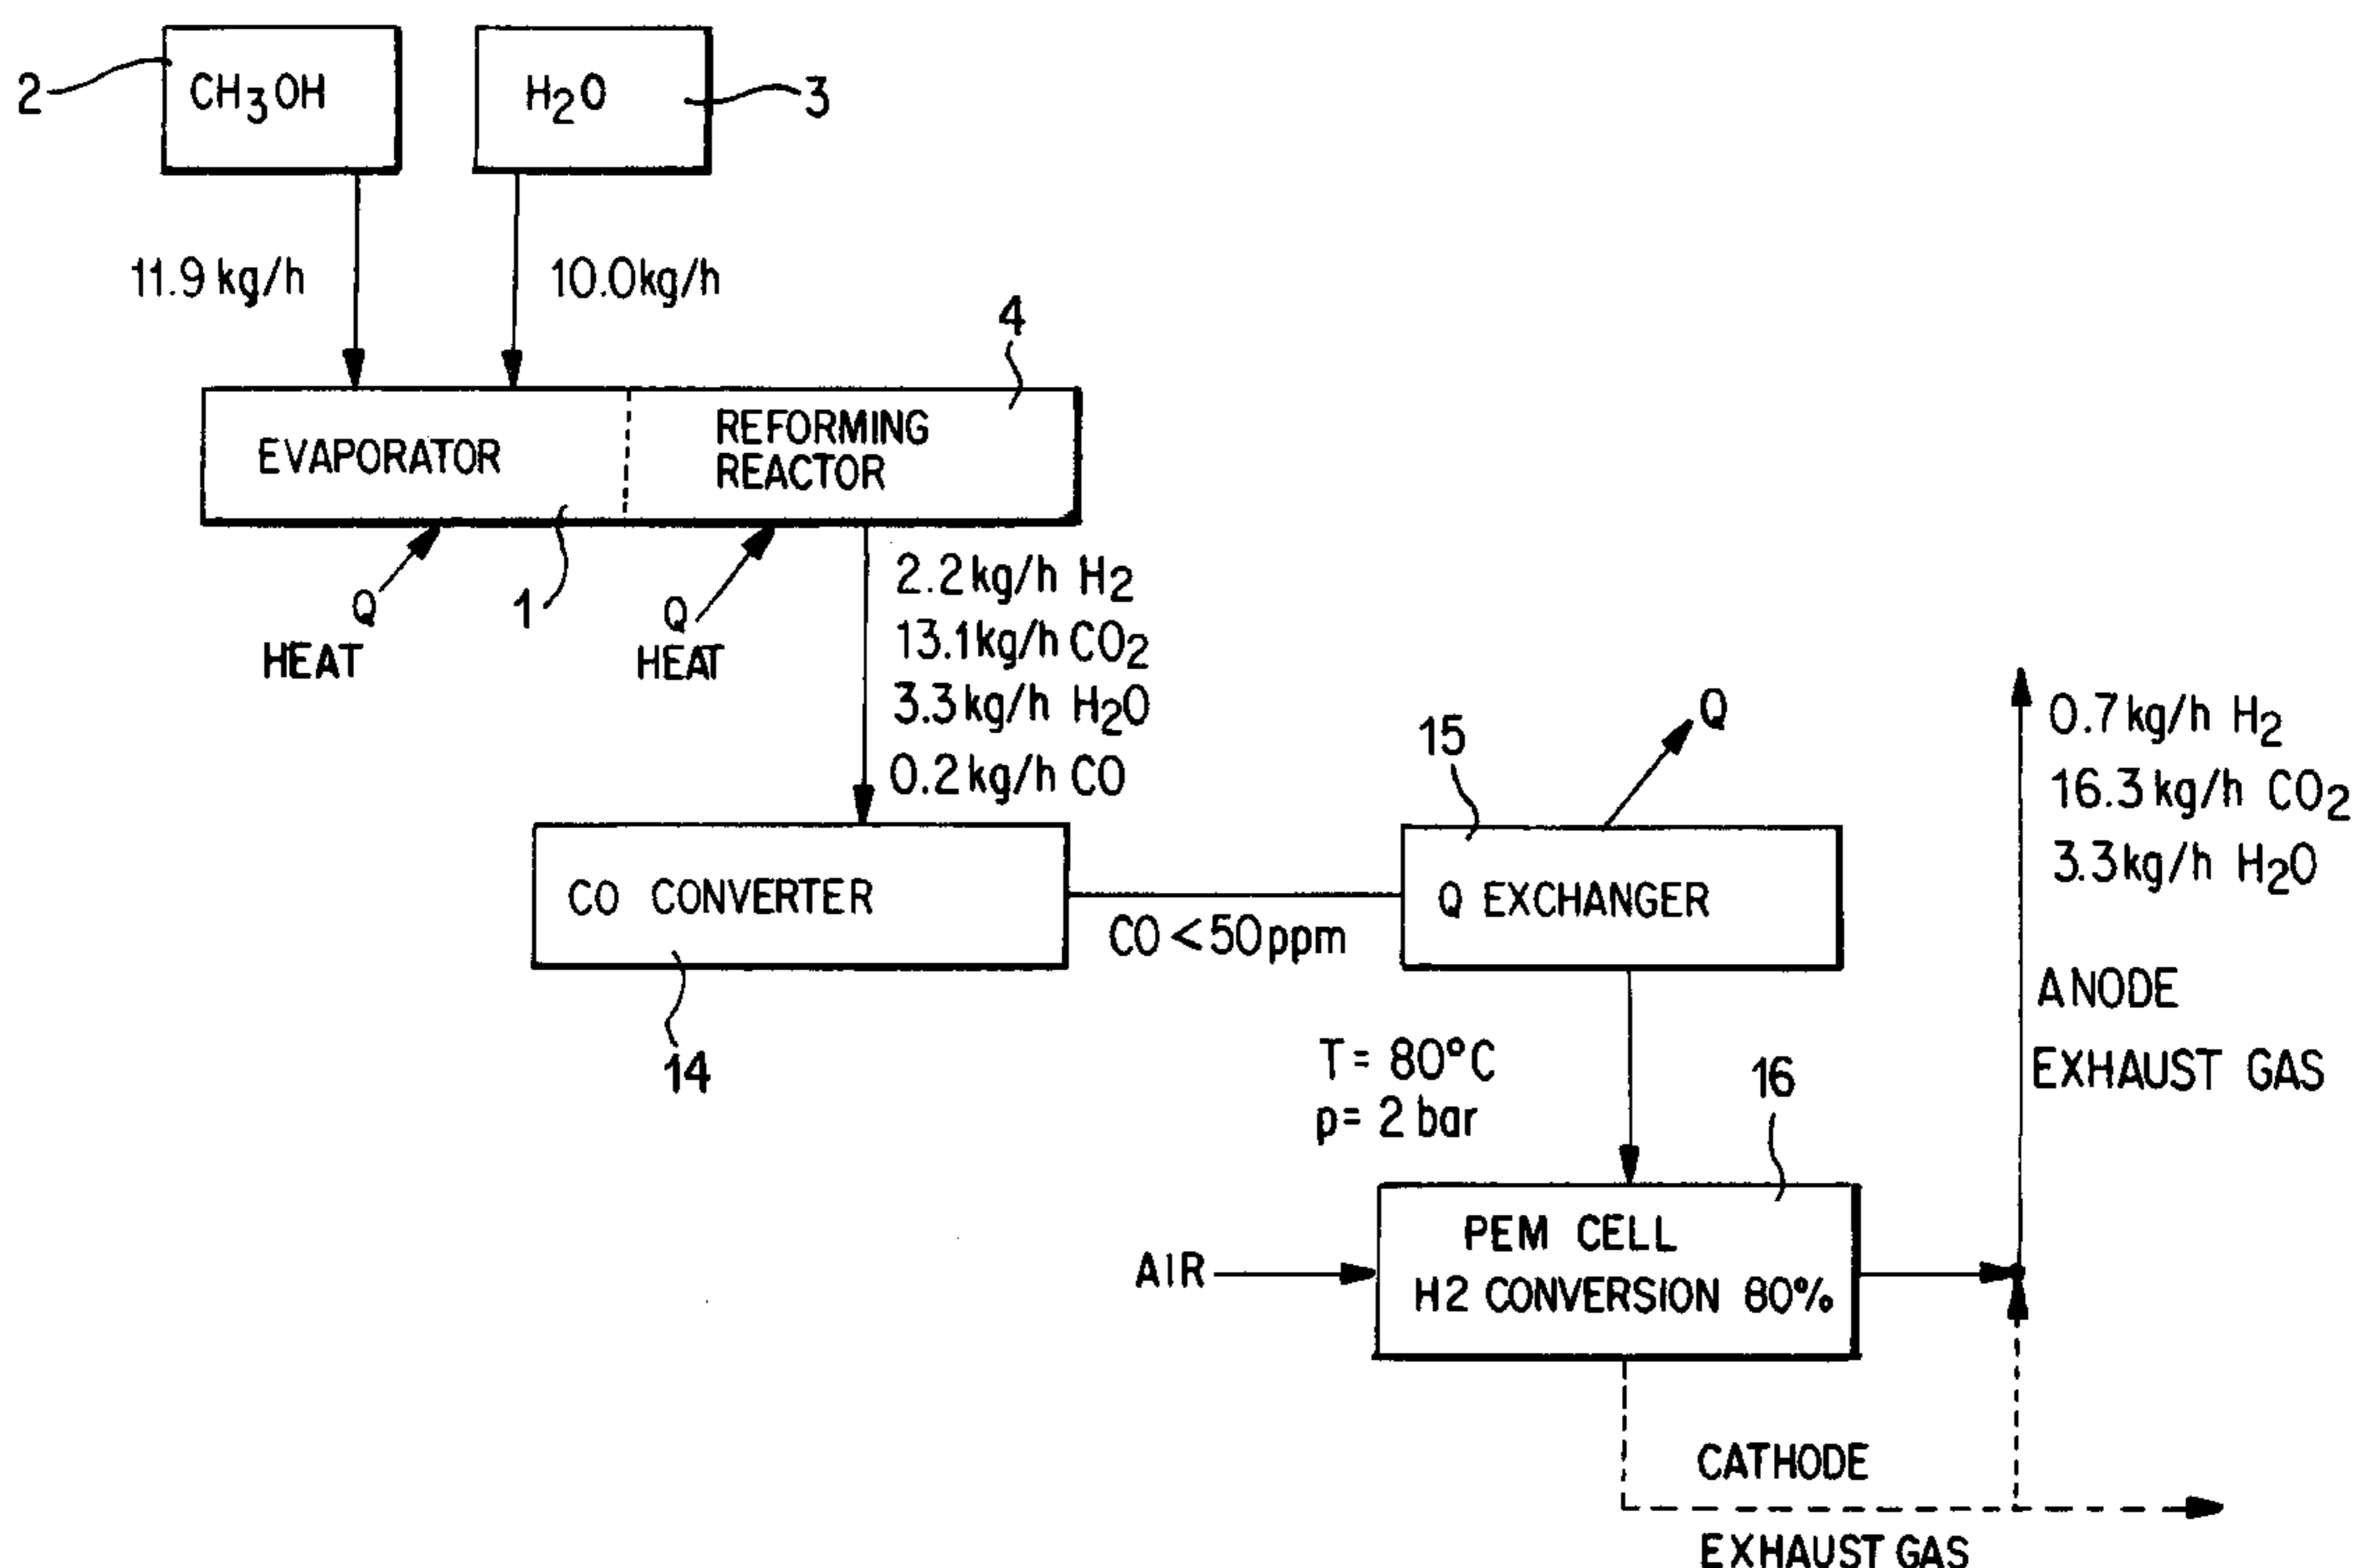 2
CH3OH
H2O
3
11.9 kg/h
10.0kg/h
4
EVAPORATOR
REFORMING
REACTOR
Q
HEAT
1
Q
HEAT
2.2kg/h H2
13.1kg/h CO2
3.3kg/h H2O
0.2kg/h CO
15
Q
0.7kg/h H2
16.3kg/h CO2
3.3kg/h H2O
CO CONVERTER
CO<50ppm
Q EXCHANGER
14
ANODE
EXHAUST GAS
T= 80°C
p= 2 bar
16
AIR
PEM CELL
H2 CONVERSION 80%
CATHODE
EXHAUST GAS